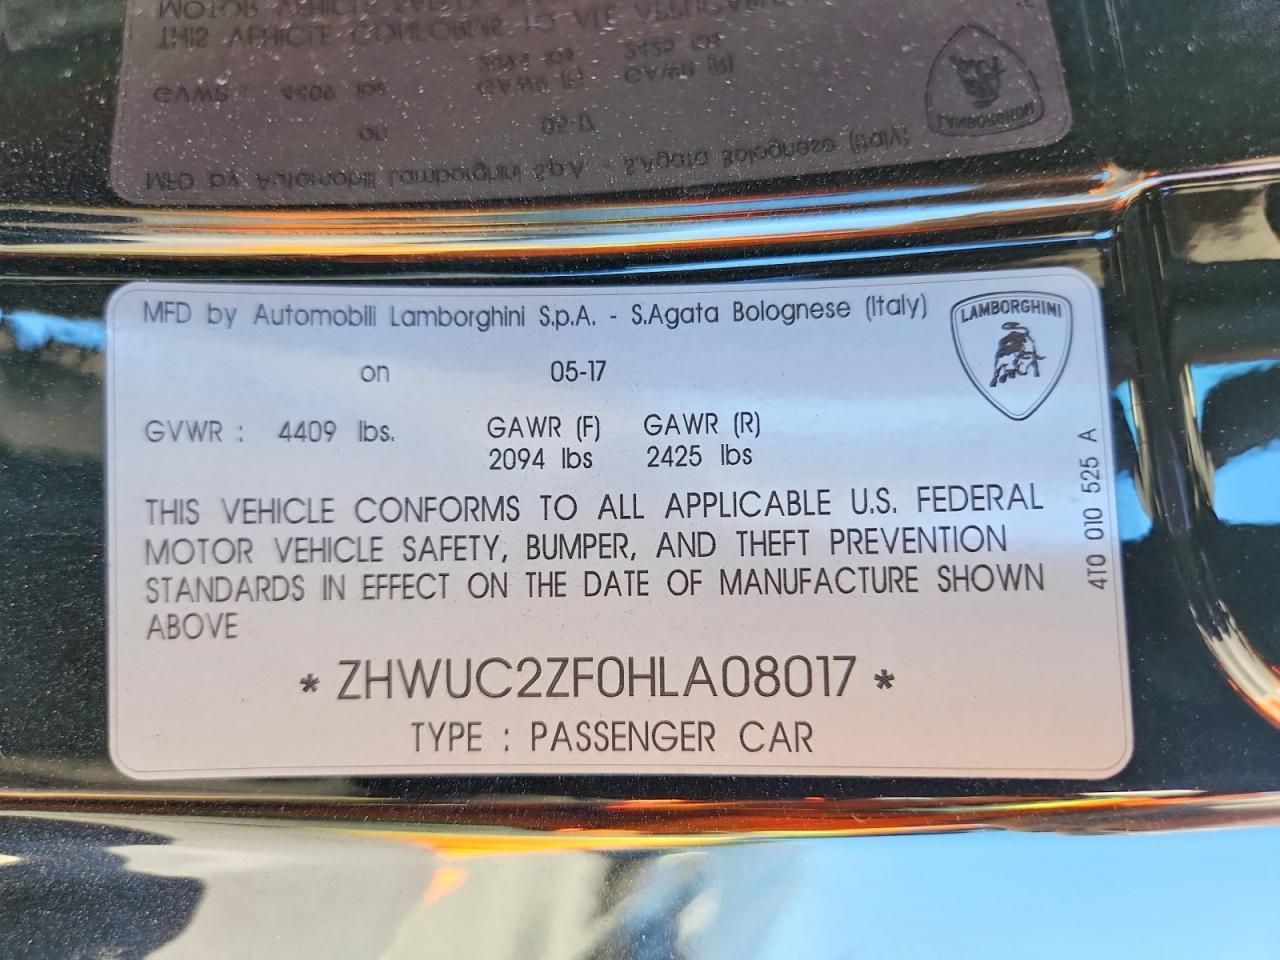 MFD by Automobili Lamborghini S.p.A. - S.Agata Bolognese (Italy)
LAMBORGHINI
on 05-17
GVWR : 4409 lbs. GAWR (F) GAWR (R)
2094 lbs 2425 lbs
THIS VEHICLE CONFORMS TO ALL APPLICABLE U.S. FEDERAL
MOTOR VEHICLE SAFETY, BUMPER, AND THEFT PREVENTION
STANDARDS IN EFFECT ON THE DATE OF MANUFACTURE SHOWN
ABOVE
* ZHWUC2ZF0HLA08017 *
TYPE : PASSENGER CAR
4T0 010 525 A